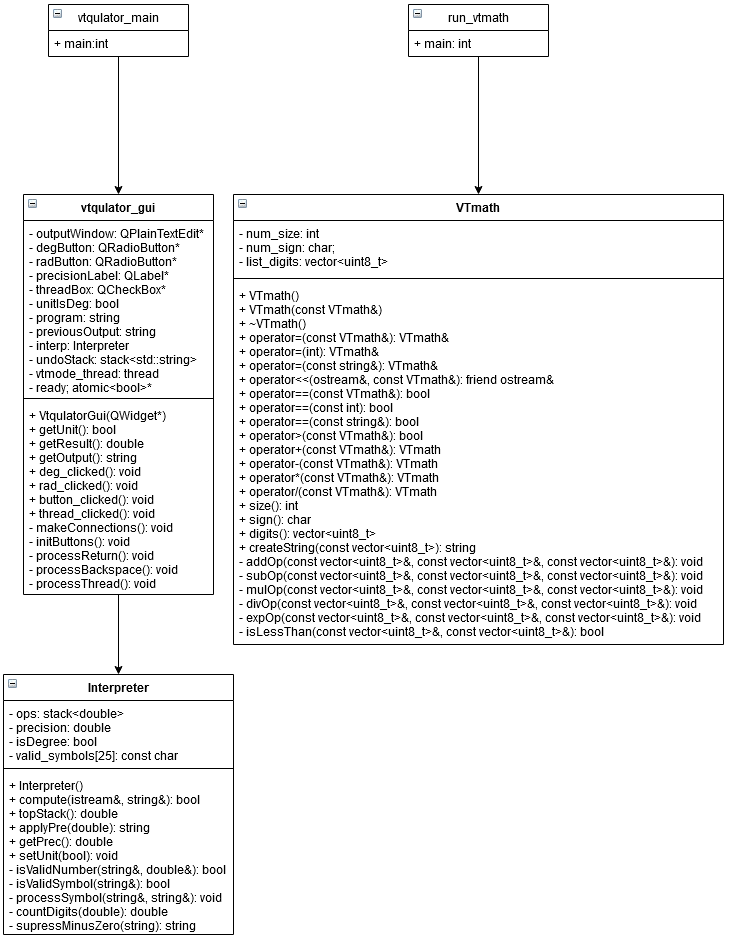 vtqulator_main
+ main:int
run_vtmath
+ main: int
vtqulator_gui
- outputWindow: QPlainTextEdit*
- degButton: QRadioButton*
- radButton: QRadioButton*
- precisionLabel: QLabel*
- threadBox: QCheckBox*
- unitIsDeg: bool
- program: string
- previousOutput: string
- interp: Interpreter
- undoStack: stack<std::string>
- vtmode_thread: thread
- ready; atomic<bool>*
+ VtqulatorGui(QWidget*)
+ getUnit(): bool
+ getResult(): double
+ getOutput(): string
+ deg_clicked(): void
+ rad_clicked(): void
+ button_clicked(): void
+ thread_clicked(): void
- makeConnections(): void
- initButtons(): void
- processReturn(): void
- processBackspace(): void
- processThread(): void
VTmath
- num_size: int
- num_sign: char;
- list_digits: vector<uint8_t>
+ VTmath()
+ VTmath(const VTmath&)
+ ~VTmath()
+ operator=(const VTmath&): VTmath&
+ operator=(int): VTmath&
+ operator=(const string&): VTmath&
+ operator<<(ostream&, const VTmath&): friend ostream&
+ operator==(const VTmath&): bool
+ operator==(const int): bool
+ operator==(const string&): bool
+ operator>(const VTmath&): bool
+ operator+(const VTmath&): VTmath
+ operator-(const VTmath&): VTmath
+ operator*(const VTmath&): VTmath
+ operator/(const VTmath&): VTmath
+ size(): int
+ sign(): char
+ digits(): vector<uint8_t>
+ createString(const vector<uint8_t>): string
- addOp(const vector<uint8_t>&, const vector<uint8_t>&, const vector<uint8_t>&): void
- subOp(const vector<uint8_t>&, const vector<uint8_t>&, const vector<uint8_t>&): void
- mulOp(const vector<uint8_t>&, const vector<uint8_t>&, const vector<uint8_t>&): void
- divOp(const vector<uint8_t>&, const vector<uint8_t>&, const vector<uint8_t>&): void
- expOp(const vector<uint8_t>&, const vector<uint8_t>&, const vector<uint8_t>&): void
- isLessThan(const vector<uint8_t>&, const vector<uint8_t>&): bool
Interpreter
- ops: stack<double>
- precision: double
- isDegree: bool
- valid_symbols[25]: const char
+ Interpreter()
+ compute(istream&, string&): bool
+ topStack(): double
+ applyPre(double): string
+ getPrec(): double
+ setUnit(bool): void
- isValidNumber(string&, double&): bool
- isValidSymbol(string&): bool
- processSymbol(string&, string&): void
- countDigits(double): double
- supressMinusZero(string): string